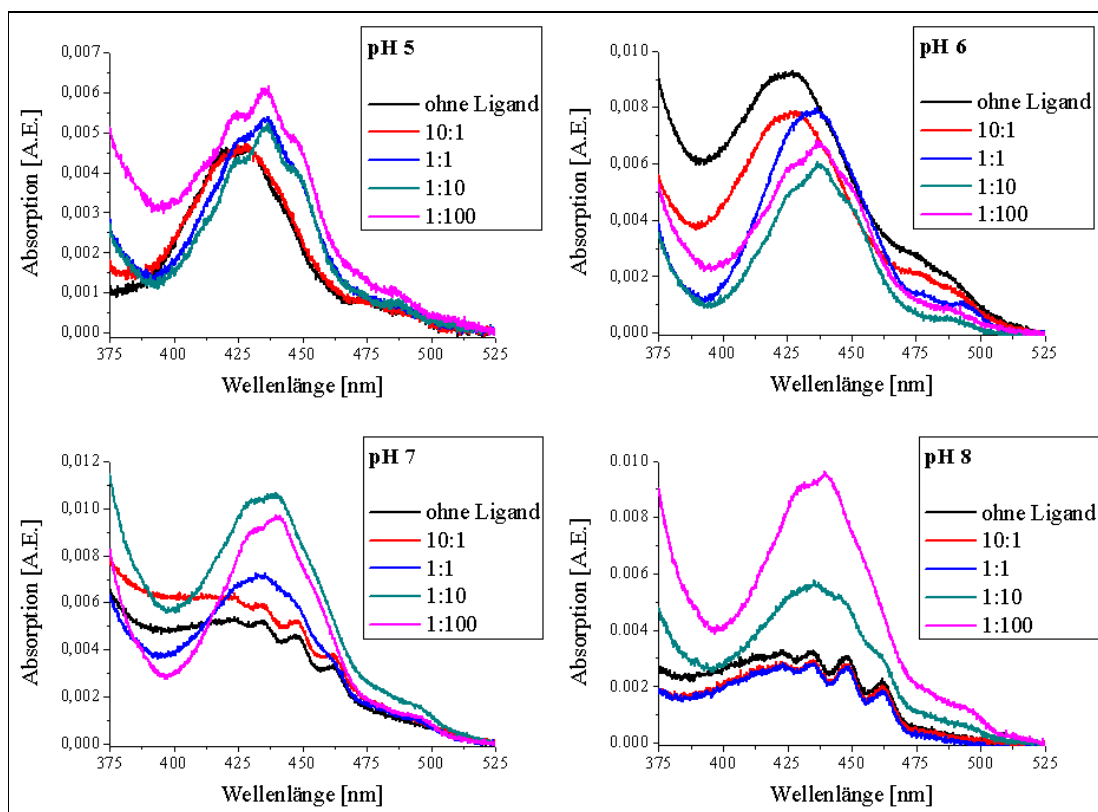 pH 5
ohne Ligand
10:1
1:1
1:10
1:100
Absorption [A.E.]
0,007
0,006
0,005
0,004
0,003
0,002
0,001
0,000
375 400 425 450 475 500 525
Wellenlänge [nm]
pH 6
ohne Ligand
10:1
1:1
1:10
1:100
Absorption [A.E.]
0,010
0,008
0,006
0,004
0,002
0,000
375 400 425 450 475 500 525
Wellenlänge [nm]
pH 7
ohne Ligand
10:1
1:1
1:10
1:100
Absorption [A.E.]
0,012
0,010
0,008
0,006
0,004
0,002
0,000
375 400 425 450 475 500 525
Wellenlänge [nm]
pH 8
ohne Ligand
10:1
1:1
1:10
1:100
Absorption [A.E.]
0.010
0.008
0.006
0.004
0.002
0.000
375 400 425 450 475 500 525
Wellenlänge [nm]